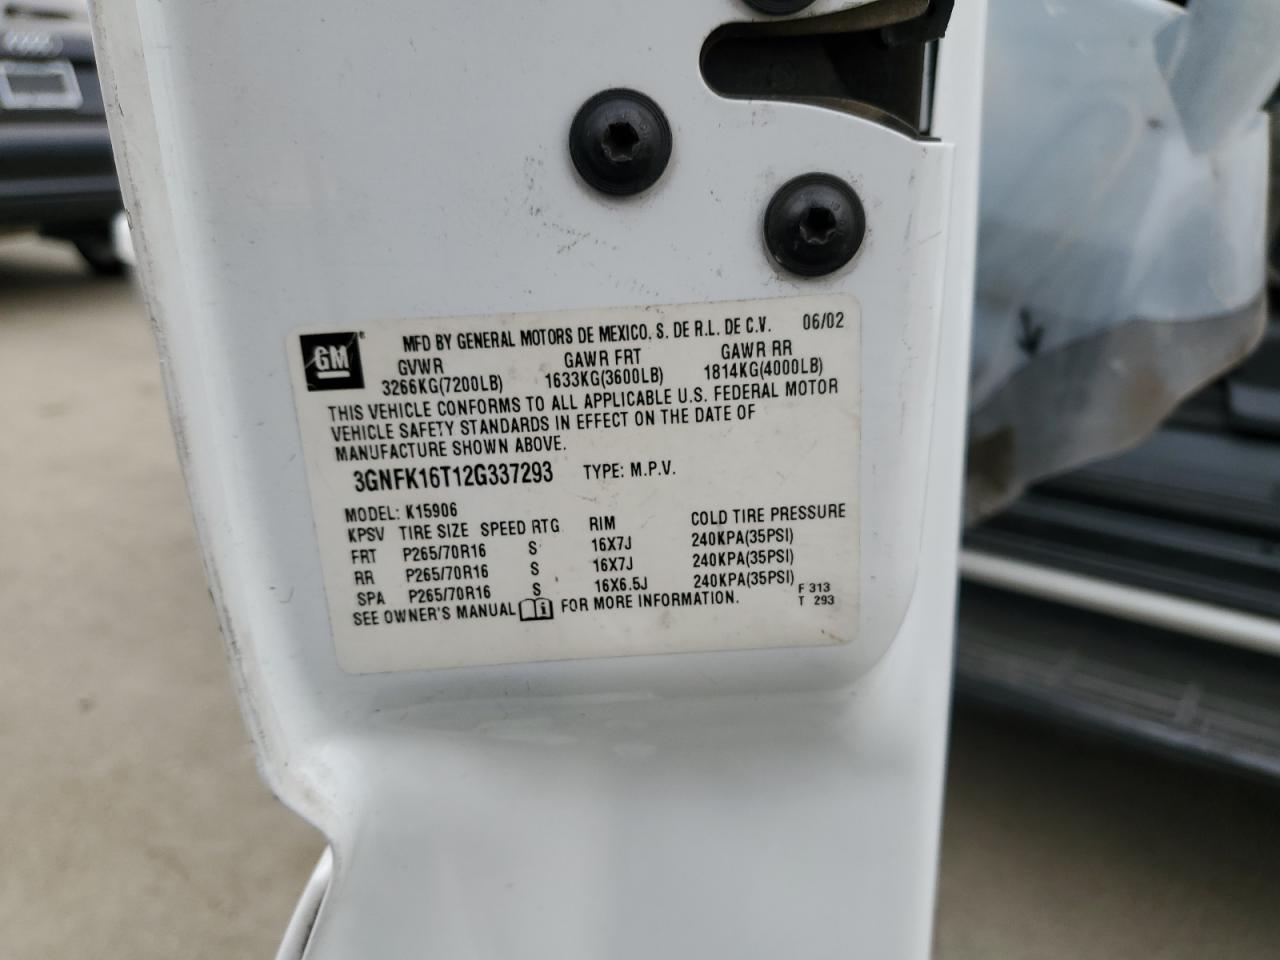 GM ® MFD BY GENERAL MOTORS DE MEXICO, S. DE R.L. DE C.V. 06/02
GVWR GAWR FRT GAWR RR
3266KG(7200LB) 1633KG(3600LB) 1814KG(4000LB)
THIS VEHICLE CONFORMS TO ALL APPLICABLE U.S. FEDERAL MOTOR
VEHICLE SAFETY STANDARDS IN EFFECT ON THE DATE OF
MANUFACTURE SHOWN ABOVE.
3GNFK16T12G337293 TYPE: M.P.V.
MODEL: K15906
KPSV TIRE SIZE SPEED RTG RIM COLD TIRE PRESSURE
FRT P265/70R16 S 16X7J 240KPA(35PSI)
RR P265/70R16 S 16X7J 240KPA(35PSI)
SPA P265/70R16 S 16X6.5J 240KPA(35PSI)
SEE OWNER'S MANUAL i FOR MORE INFORMATION.
F 313
T 293